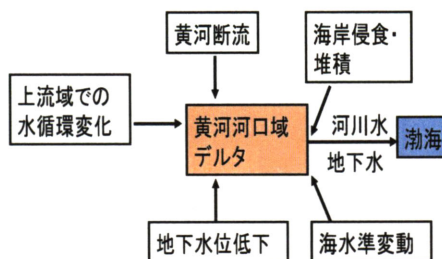 黄河断流
海岸侵食・
堆積
上流域での
水循環変化
黄河河口域
デルタ
河川水
地下水
渤海
地下水位低下
海水準変動